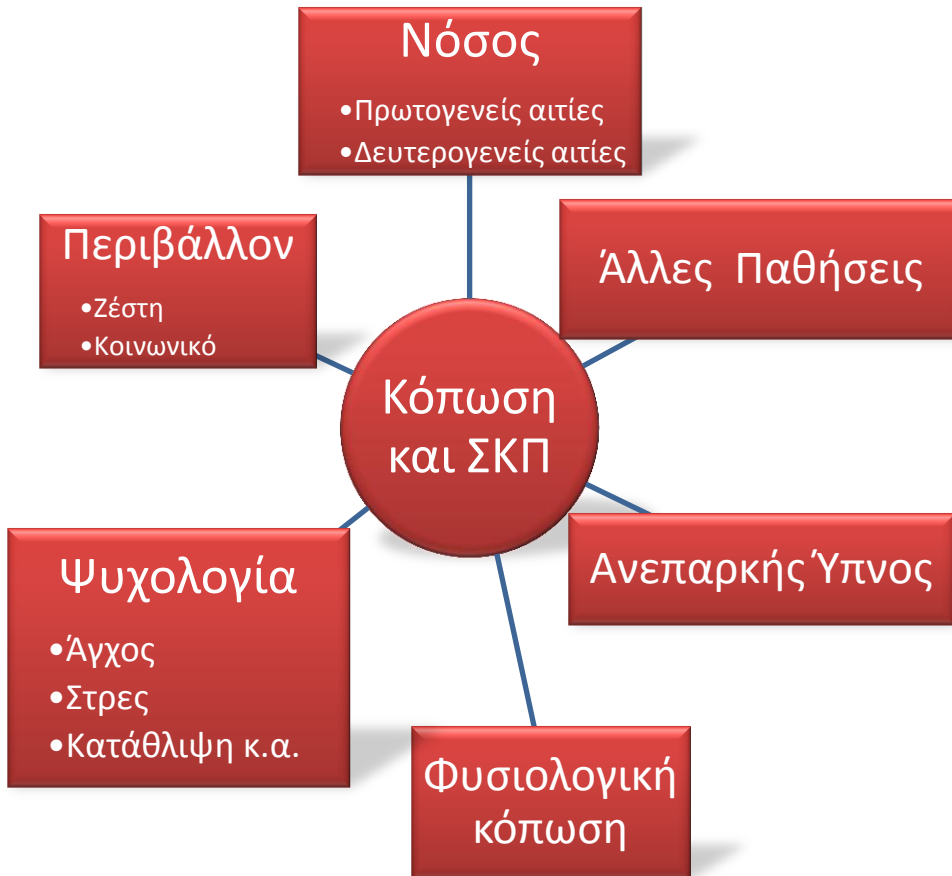 Νόσος
•Πρωτογενείς αιτίες
•Δευτερογενείς αιτίες
Άλλες Παθήσεις
Ανεπαρκής Ύπνος
Φυσιολογική
κόπωση
Ψυχολογία
•Άγχος
•Στρες
•Κατάθλιψη κ.α.
Περιβάλλον
•Ζέστη
•Κοινωνικό
Κόπωση
και ΣΚΠ